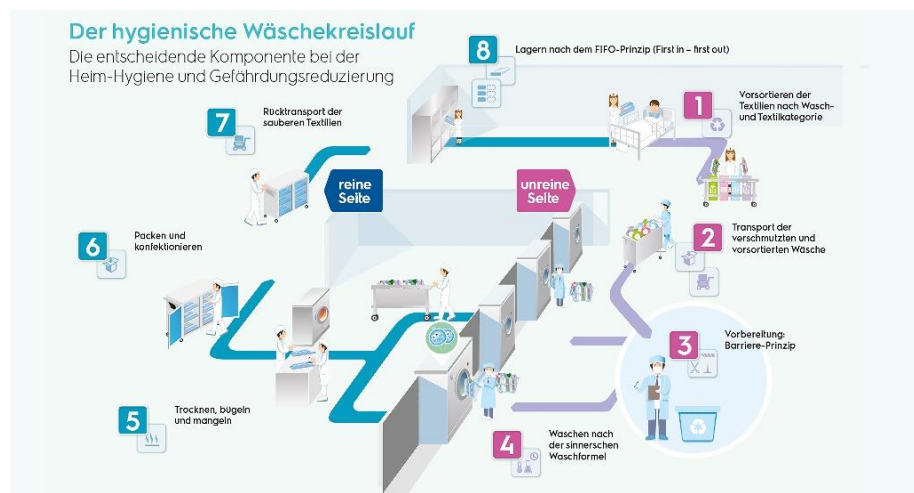 Der hygienische Wäschekreislauf
Die entscheidende Komponente bei der
Heim-Hygiene und Gefährdungsreduzierung
8
Lagern nach dem FIFO-Prinzip (First in – first out)
1
Vorsortieren der
Textilien nach Wasch-
und Textilkategorie
7
Rücktransport der
sauberen Textilien
reine
Seite
unreine
Seite
2
Transport der
verschmutzten und
vorsortierten Wäsche
6
Packen und
konfektionieren
3
Vorbereitung:
Barriere-Prinzip
5
Trocknen, bügeln
und mangeln
4
Waschen nach
der sinnerschen
Waschformel